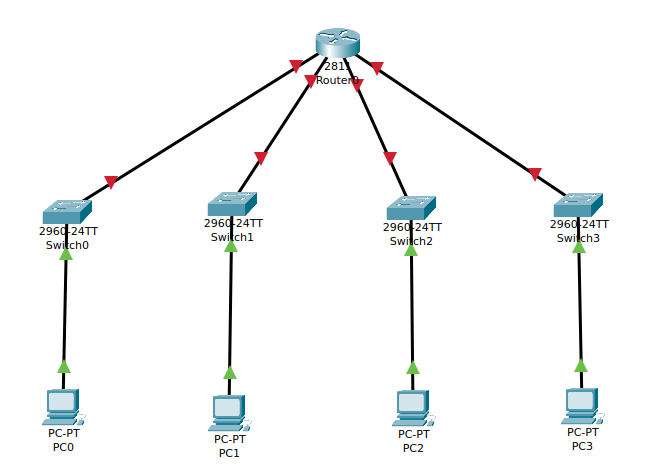 2811
Router0
2960-24TT
Switch0
2960-24TT
Switch1
2960-24TT
Switch2
2960-24TT
Switch3
PC-PT
PC0
PC-PT
PC1
PC-PT
PC2
PC-PT
PC3